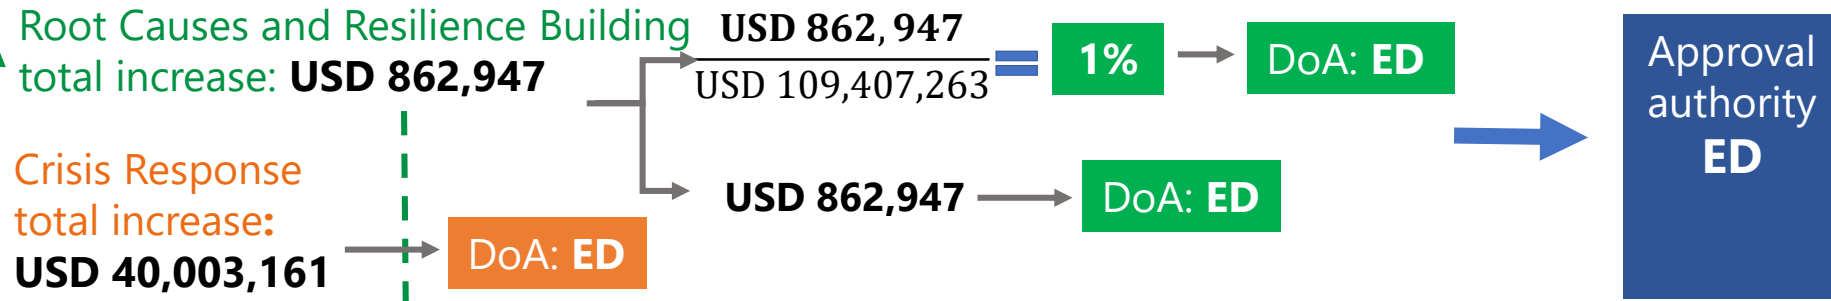 Root Causes and Resilience Building
total increase: USD 862,947
USD 862,947
USD 109,407,263
1%
DoA: ED
USD 862,947
DoA: ED
Crisis Response
total increase:
USD 40,003,161
DoA: ED
Approval
authority
ED